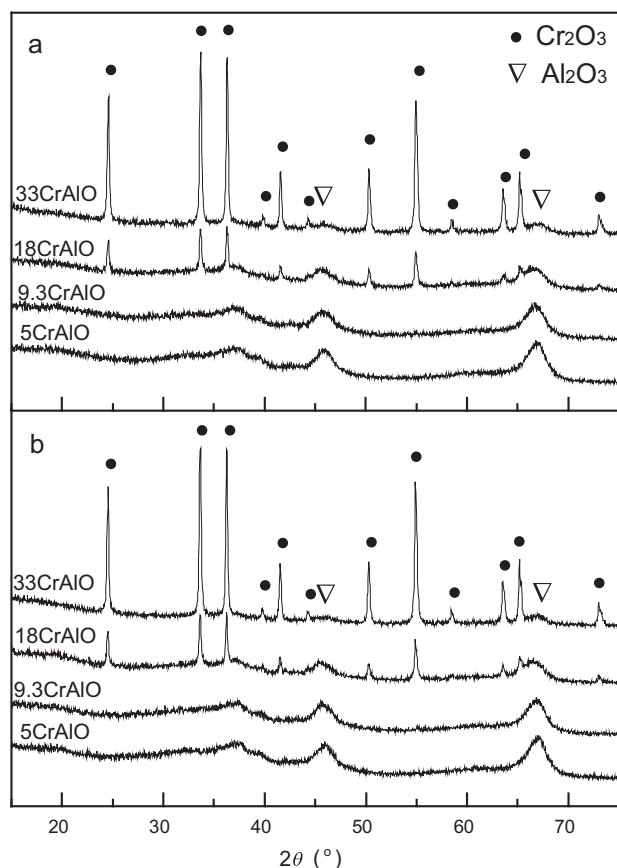 a
● Cr₂O₃
▽ Al₂O₃
33CrAlO
18CrAlO
9.3CrAlO
5CrAlO
b
33CrAlO
18CrAlO
9.3CrAlO
5CrAlO
20 30 40 50 60 70
2θ (°)